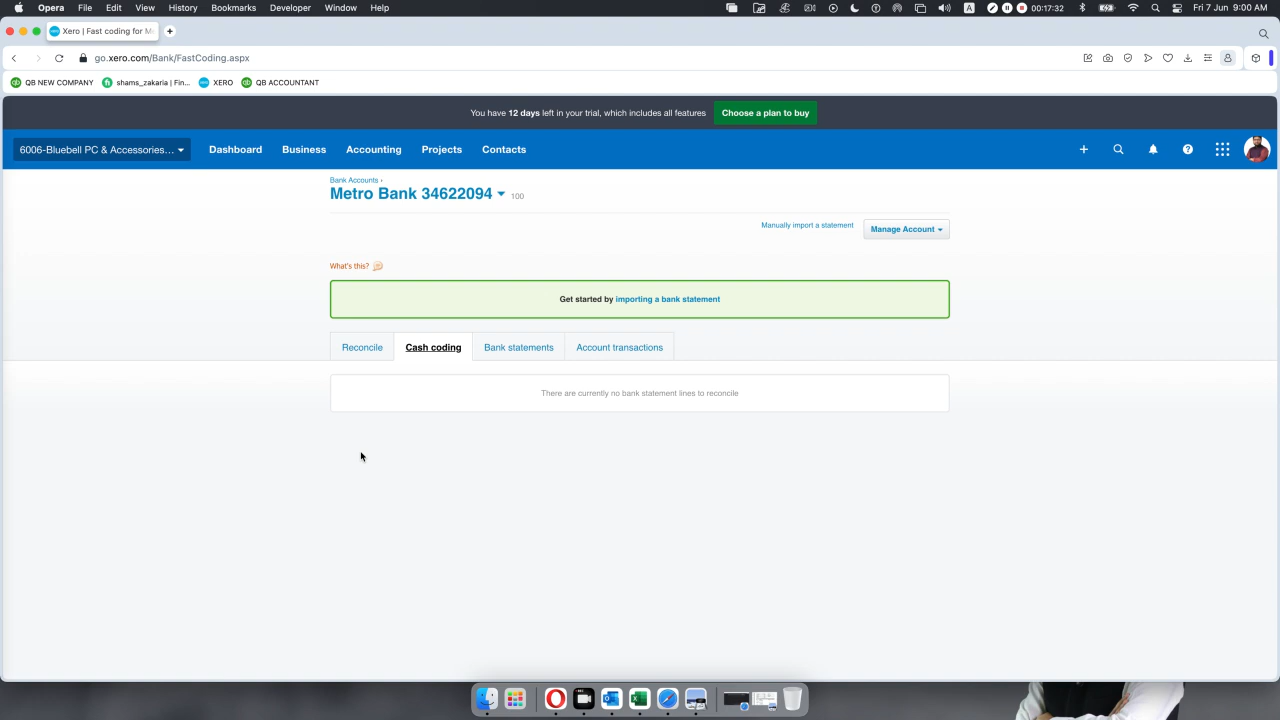 Opera File Edit View History Bookmarks Developer Window Help
A 00:17:32 Fri 7 Jun 9:00 AM
Xero | Fast coding for M
go.xero.com/Bank/FastCoding.aspx
QB NEW COMPANY shams_zakaria | Fin... XERO QB ACCOUNTANT
You have 12 days left in your trial, which includes all features Choose a plan to buy
6006-Bluebell PC & Accessories... Dashboard Business Accounting Projects Contacts
Bank Accounts ›
Metro Bank 34622094 100
Manually import a statement Manage Account
What's this?
Get started by importing a bank statement
Reconcile Cash coding Bank statements Account transactions
There are currently no bank statement lines to reconcile